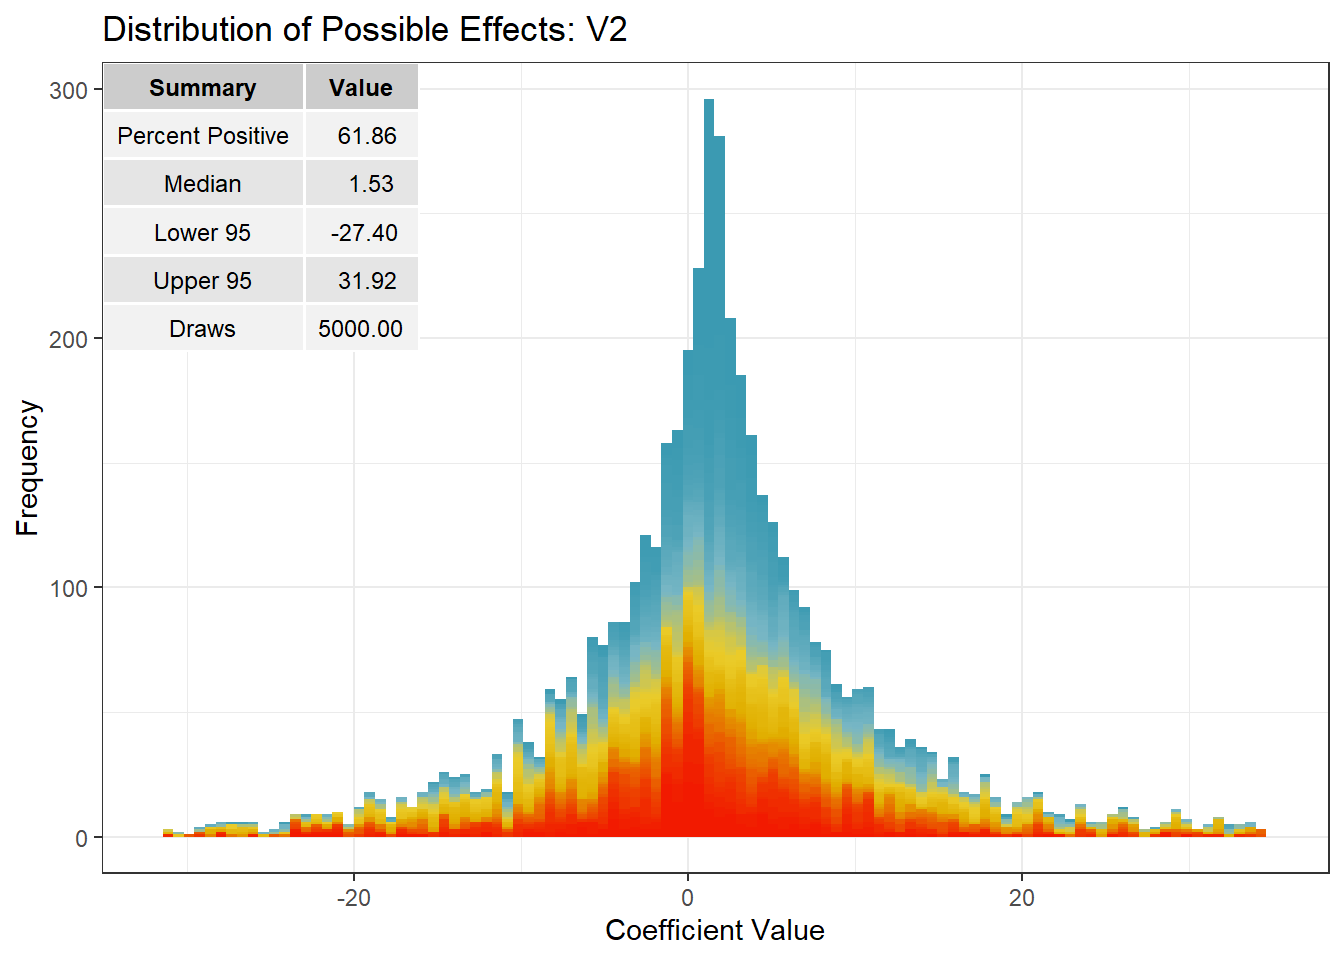 Distribution of Possible Effects: V2
Summary Value
Percent Positive 61.86
Median 1.53
Lower 95 -27.40
Upper 95 31.92
Draws 5000.00
300
200
100
0
Frequency
-20 0 20
Coefficient Value